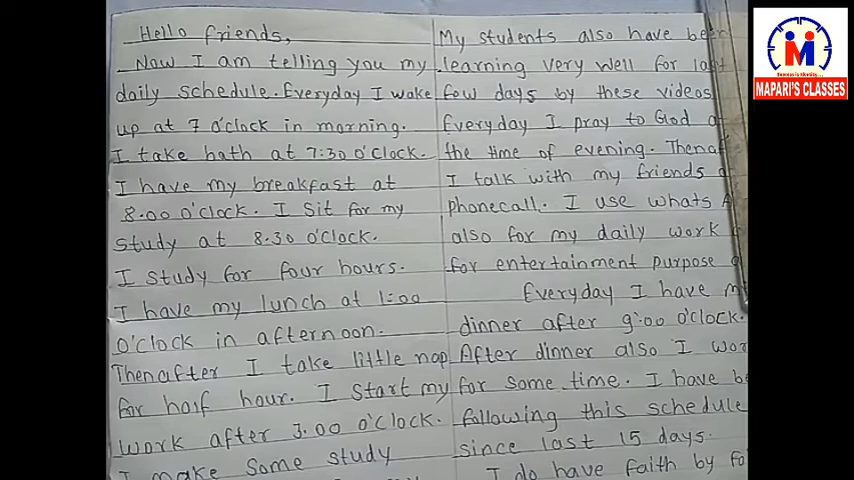 Hello friends,
Now I am telling you my
daily schedule. Everyday I wake
up at 7 o'clock in morning.
I take bath at 7.30 o'clock.
I have my breakfast at
8.00 o'clock. I Sit for my
study at 8.30 o'clock.
I study for four hours.
I have my lunch at 1:00
o'clock in afternoon.
Thenafter I take little nap
for half hour. I start my
work after 3.00 o'clock.
I make some study
My students also have been
learning very well for last
few days by these videos
Everyday I pray to God
the time of evening.
I talk with my friends
phonecall. I use whats
also for my daily work
for entertainment purpose
Everyday I have
dinner after 9:00 o'clock.
After dinner also I
for some time. I have
following this schedule
since last 15 days.
I do have faith by
MAPARI'S CLASSES